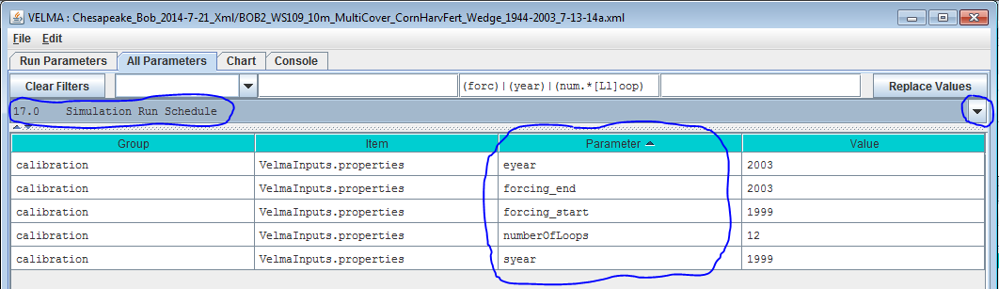 VELMA : Chesapeake_Bob_2014-7-21_Xml/BOB2_WS109_10m_MultiCover_CornHarvFert_Wedge_1944-2003_7-13-14a.xml
File Edit
Run Parameters All Parameters Chart Console
Clear Filters (forc)|(year)|(num.*[Ll]oop) Replace Values
17.0 Simulation Run Schedule
Group Item Parameter Value
calibration VelmaInputs.properties eyear 2003
calibration VelmaInputs.properties forcing_end 2003
calibration VelmaInputs.properties forcing_start 1999
calibration VelmaInputs.properties numberOfLoops 12
calibration VelmaInputs.properties syear 1999